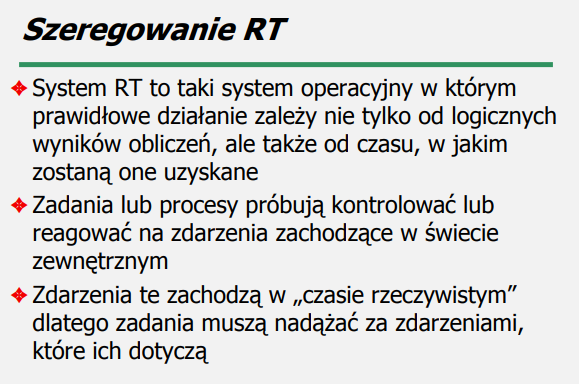 Szeregowanie RT
System RT to taki system operacyjny w którym
prawidłowe działanie zależy nie tylko od logicznych
wyników obliczeń, ale także od czasu, w jakim
zostaną one uzyskane
Zadania lub procesy próbują kontrolować lub
reagować na zdarzenia zachodzące w świecie
zewnętrznym
Zdarzenia te zachodzą w „czasie rzeczywistym”
dlatego zadania muszą nadążać za zdarzeniami,
które ich dotyczą